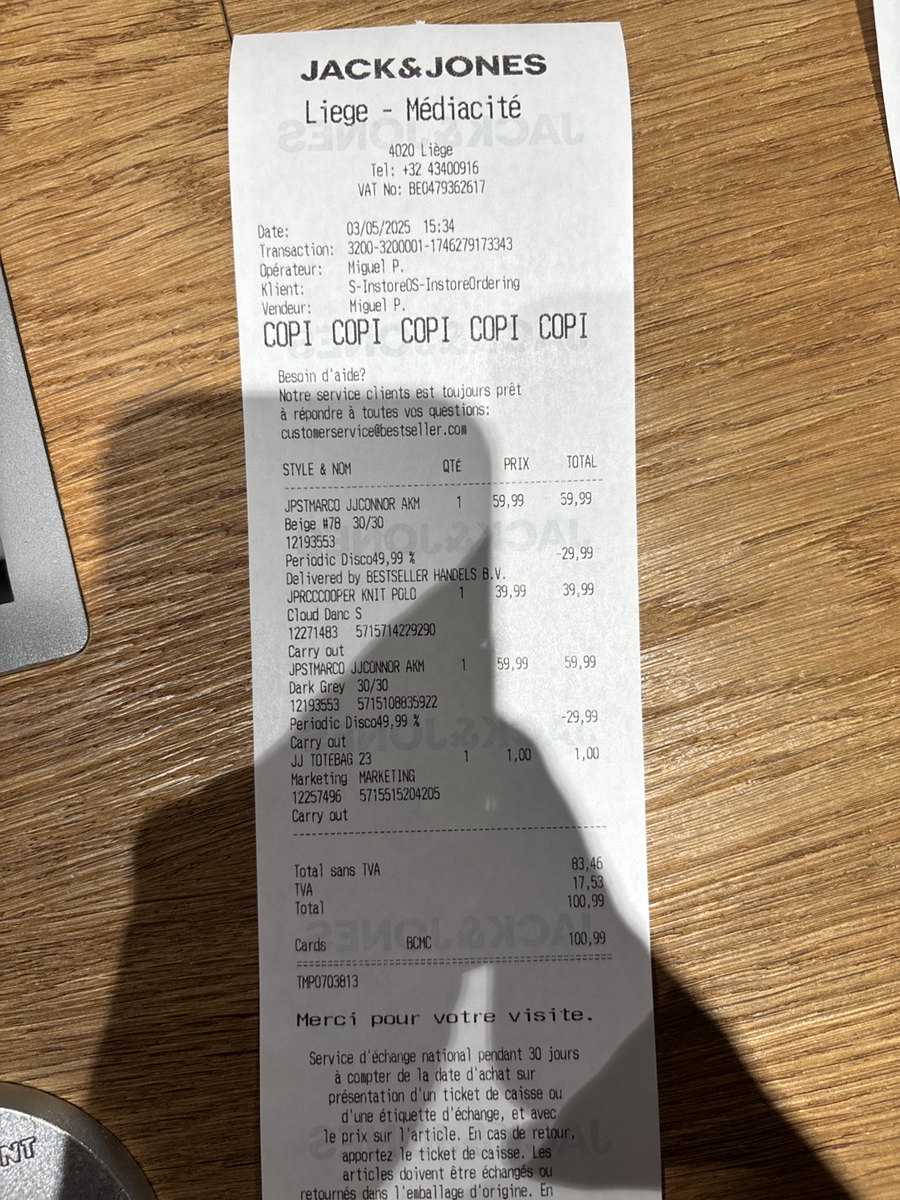 JACK&JONES
Liege - Médiacité
4020 Liège
Tel: +32 43400916
VAT No: BE0479362617
Date: 03/05/2025 15:34
Transaction: 3200-3200001-1746279173343
Opérateur: Miguel P.
Klient: S-InstoreOS-InstoreOrdering
Vendeur: Miguel P.
COPI COPI COPI COPI COPI
Besoin d'aide?
Notre service clients est toujours prêt
à répondre à toutes vos questions:
customerservice@bestseller.com
STYLE & NOM QTÉ PRIX TOTAL
JPSTMARCO JJCONNOR AKM 1 59,99 59,99
Beige #78 30/30
12193553
Periodic Disco49,99 % -29,99
Delivered by BESTSELLER HANDELS B.V.
JPRCCCOOPER KNIT POLO 1 39,99 39,99
Cloud Danc S
12271483 5715714229290
Carry out
JPSTMARCO JJCONNOR AKM 1 59,99 59,99
Dark Grey 30/30
12193553 5715108835922
Periodic Disco49,99 % -29,99
Carry out
JJ TOTEBAG 23 1 1,00 1,00
Marketing MARKETING
12257496 5715515204205
Carry out
Total sans TVA 83,46
TVA 17,53
Total 100,99
Cards BCMC 100,99
TMP0703813
Merci pour votre visite.
Service d'échange national pendant 30 jours
à compter de la date d'achat sur
présentation d'un ticket de caisse ou
d'une étiquette d'échange, et avec
le prix sur l'article. En cas de retour,
apportez le ticket de caisse. Les
articles doivent être échangés ou
retournés dans l'emballage d'origine. En
NT